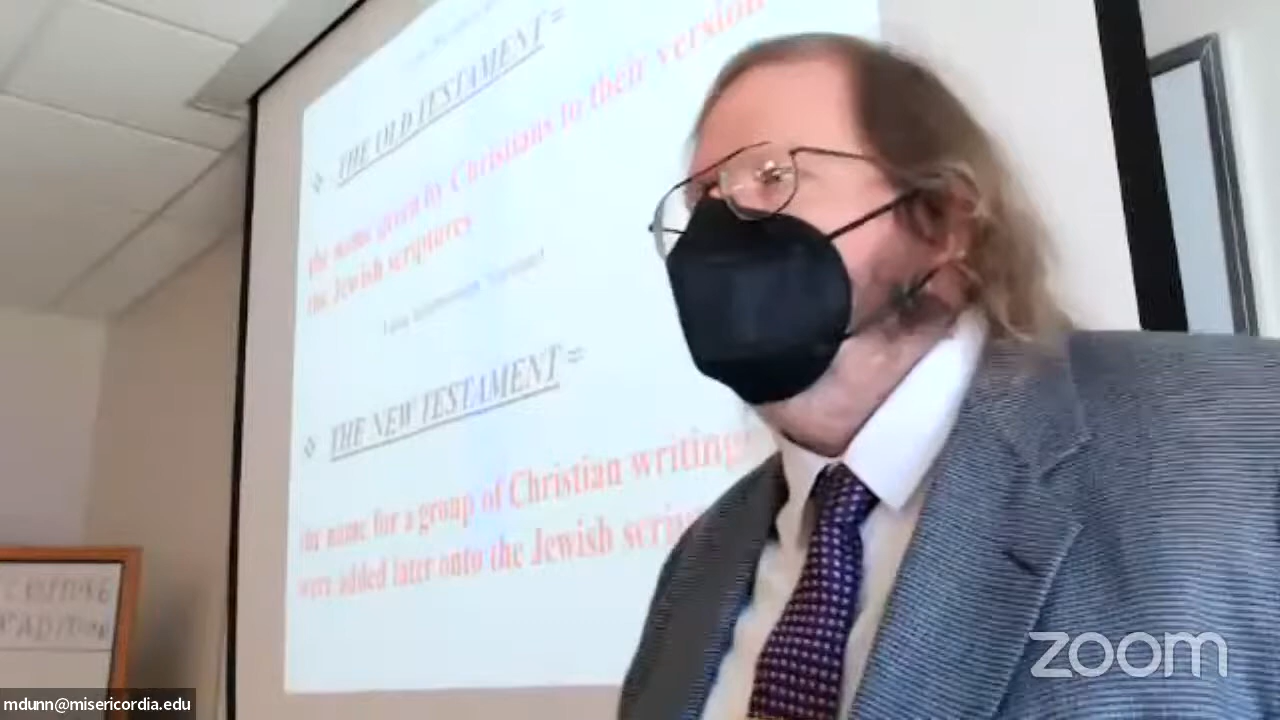 ❖ THE OLD TESTAMENT =
the name given by Christians to their version
the Jewish scriptures
❖ THE NEW TESTAMENT =
the name for a group of Christian writings
were added later onto the Jewish
zoom
mdunn@misericordia.edu